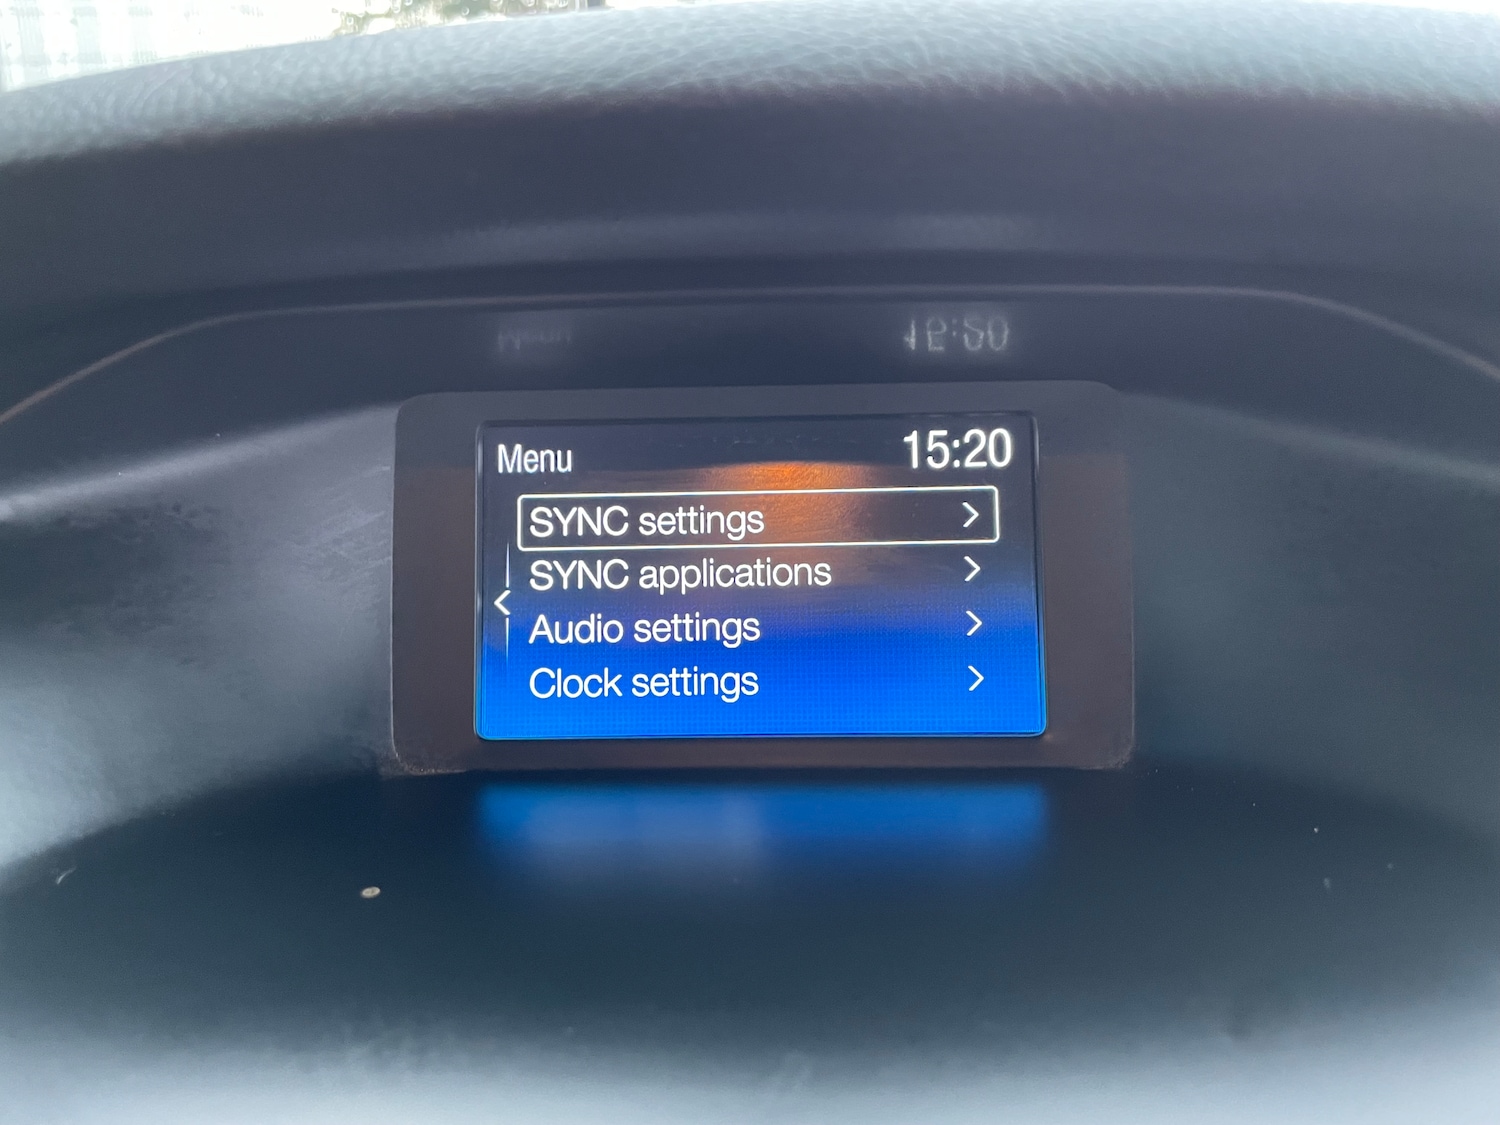 Menu 15:20
SYNC settings
SYNC applications
Audio settings
Clock settings